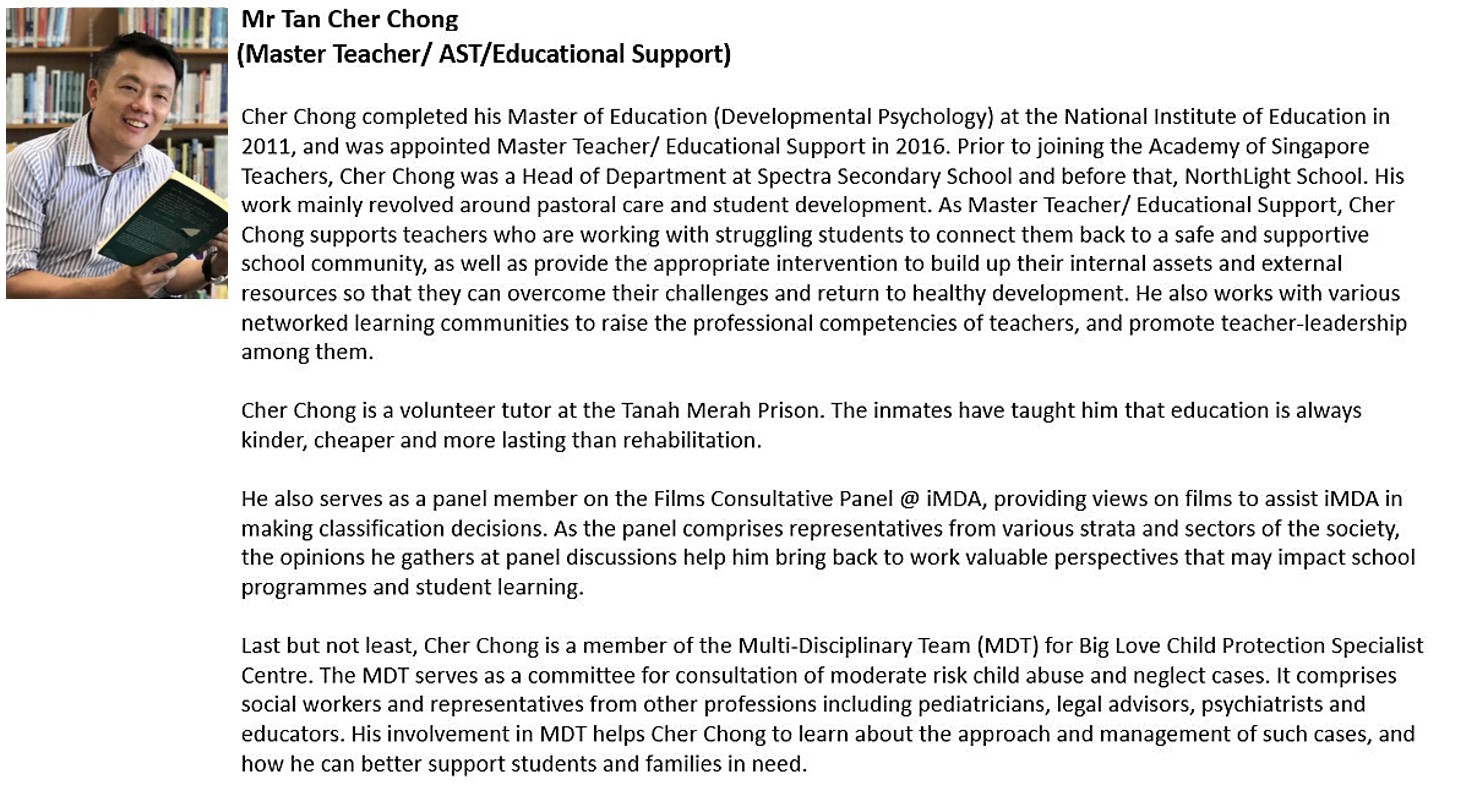 Mr Tan Cher Chong
(Master Teacher/ AST/Educational Support)
Cher Chong completed his Master of Education (Developmental Psychology) at the National Institute of Education in
2011, and was appointed Master Teacher/ Educational Support in 2016. Prior to joining the Academy of Singapore
Teachers, Cher Chong was a Head of Department at Spectra Secondary School and before that, NorthLight School. His
work mainly revolved around pastoral care and student development. As Master Teacher/ Educational Support, Cher
Chong supports teachers who are working with struggling students to connect them back to a safe and supportive
school community, as well as provide the appropriate intervention to build up their internal assets and external
resources so that they can overcome their challenges and return to healthy development. He also works with various
networked learning communities to raise the professional competencies of teachers, and promote teacher-leadership
among them.
Cher Chong is a volunteer tutor at the Tanah Merah Prison. The inmates have taught him that education is always
kinder, cheaper and more lasting than rehabilitation.
He also serves as a panel member on the Films Consultative Panel @ iMDA, providing views on films to assist iMDA in
making classification decisions. As the panel comprises representatives from various strata and sectors of the society,
the opinions he gathers at panel discussions help him bring back to work valuable perspectives that may impact school
programmes and student learning.
Last but not least, Cher Chong is a member of the Multi-Disciplinary Team (MDT) for Big Love Child Protection Specialist
Centre. The MDT serves as a committee for consultation of moderate risk child abuse and neglect cases. It comprises
social workers and representatives from other professions including pediatricians, legal advisors, psychiatrists and
educators. His involvement in MDT helps Cher Chong to learn about the approach and management of such cases, and
how he can better support students and families in need.